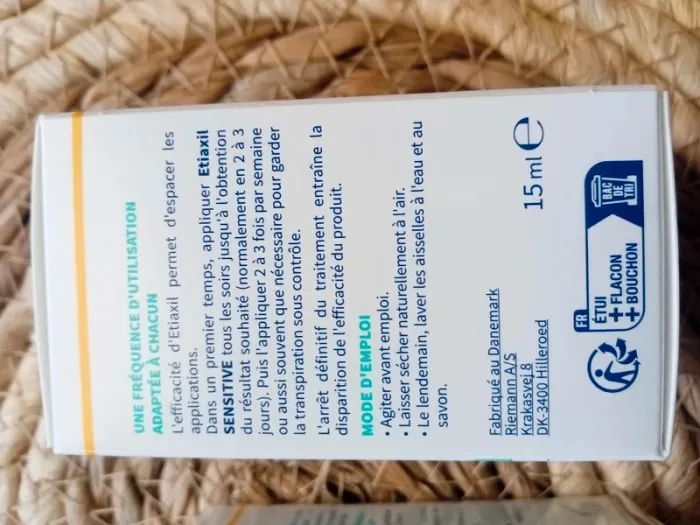 UNE FRÉQUENCE D'UTILISATION
ADAPTÉE À CHACUN
L'efficacité d'Etiaxil permet d'espacer les
applications.
Dans un premier temps, appliquer Etiaxil
SENSITIVE tous les soirs jusqu'à l'obtention
du résultat souhaité (normalement en 2 à 3
jours). Puis l'appliquer 2 à 3 fois par semaine
ou aussi souvent que nécessaire pour garder
la transpiration sous contrôle.
L'arrêt définitif du traitement entraîne la
disparition de l'efficacité du produit.
MODE D'EMPLOI
• Agiter avant emploi.
• Laisser sécher naturellement à l'air.
• Le lendemain, laver les aisselles à l'eau et au
savon.
Fabriqué au Danemark
Riemann A/S
Krakasvej 8
DK-3400 Hilleroed
15 ml ℮
FR
ÉTUI
+ FLACON
+ BOUCHON
BAC
DE
TRI